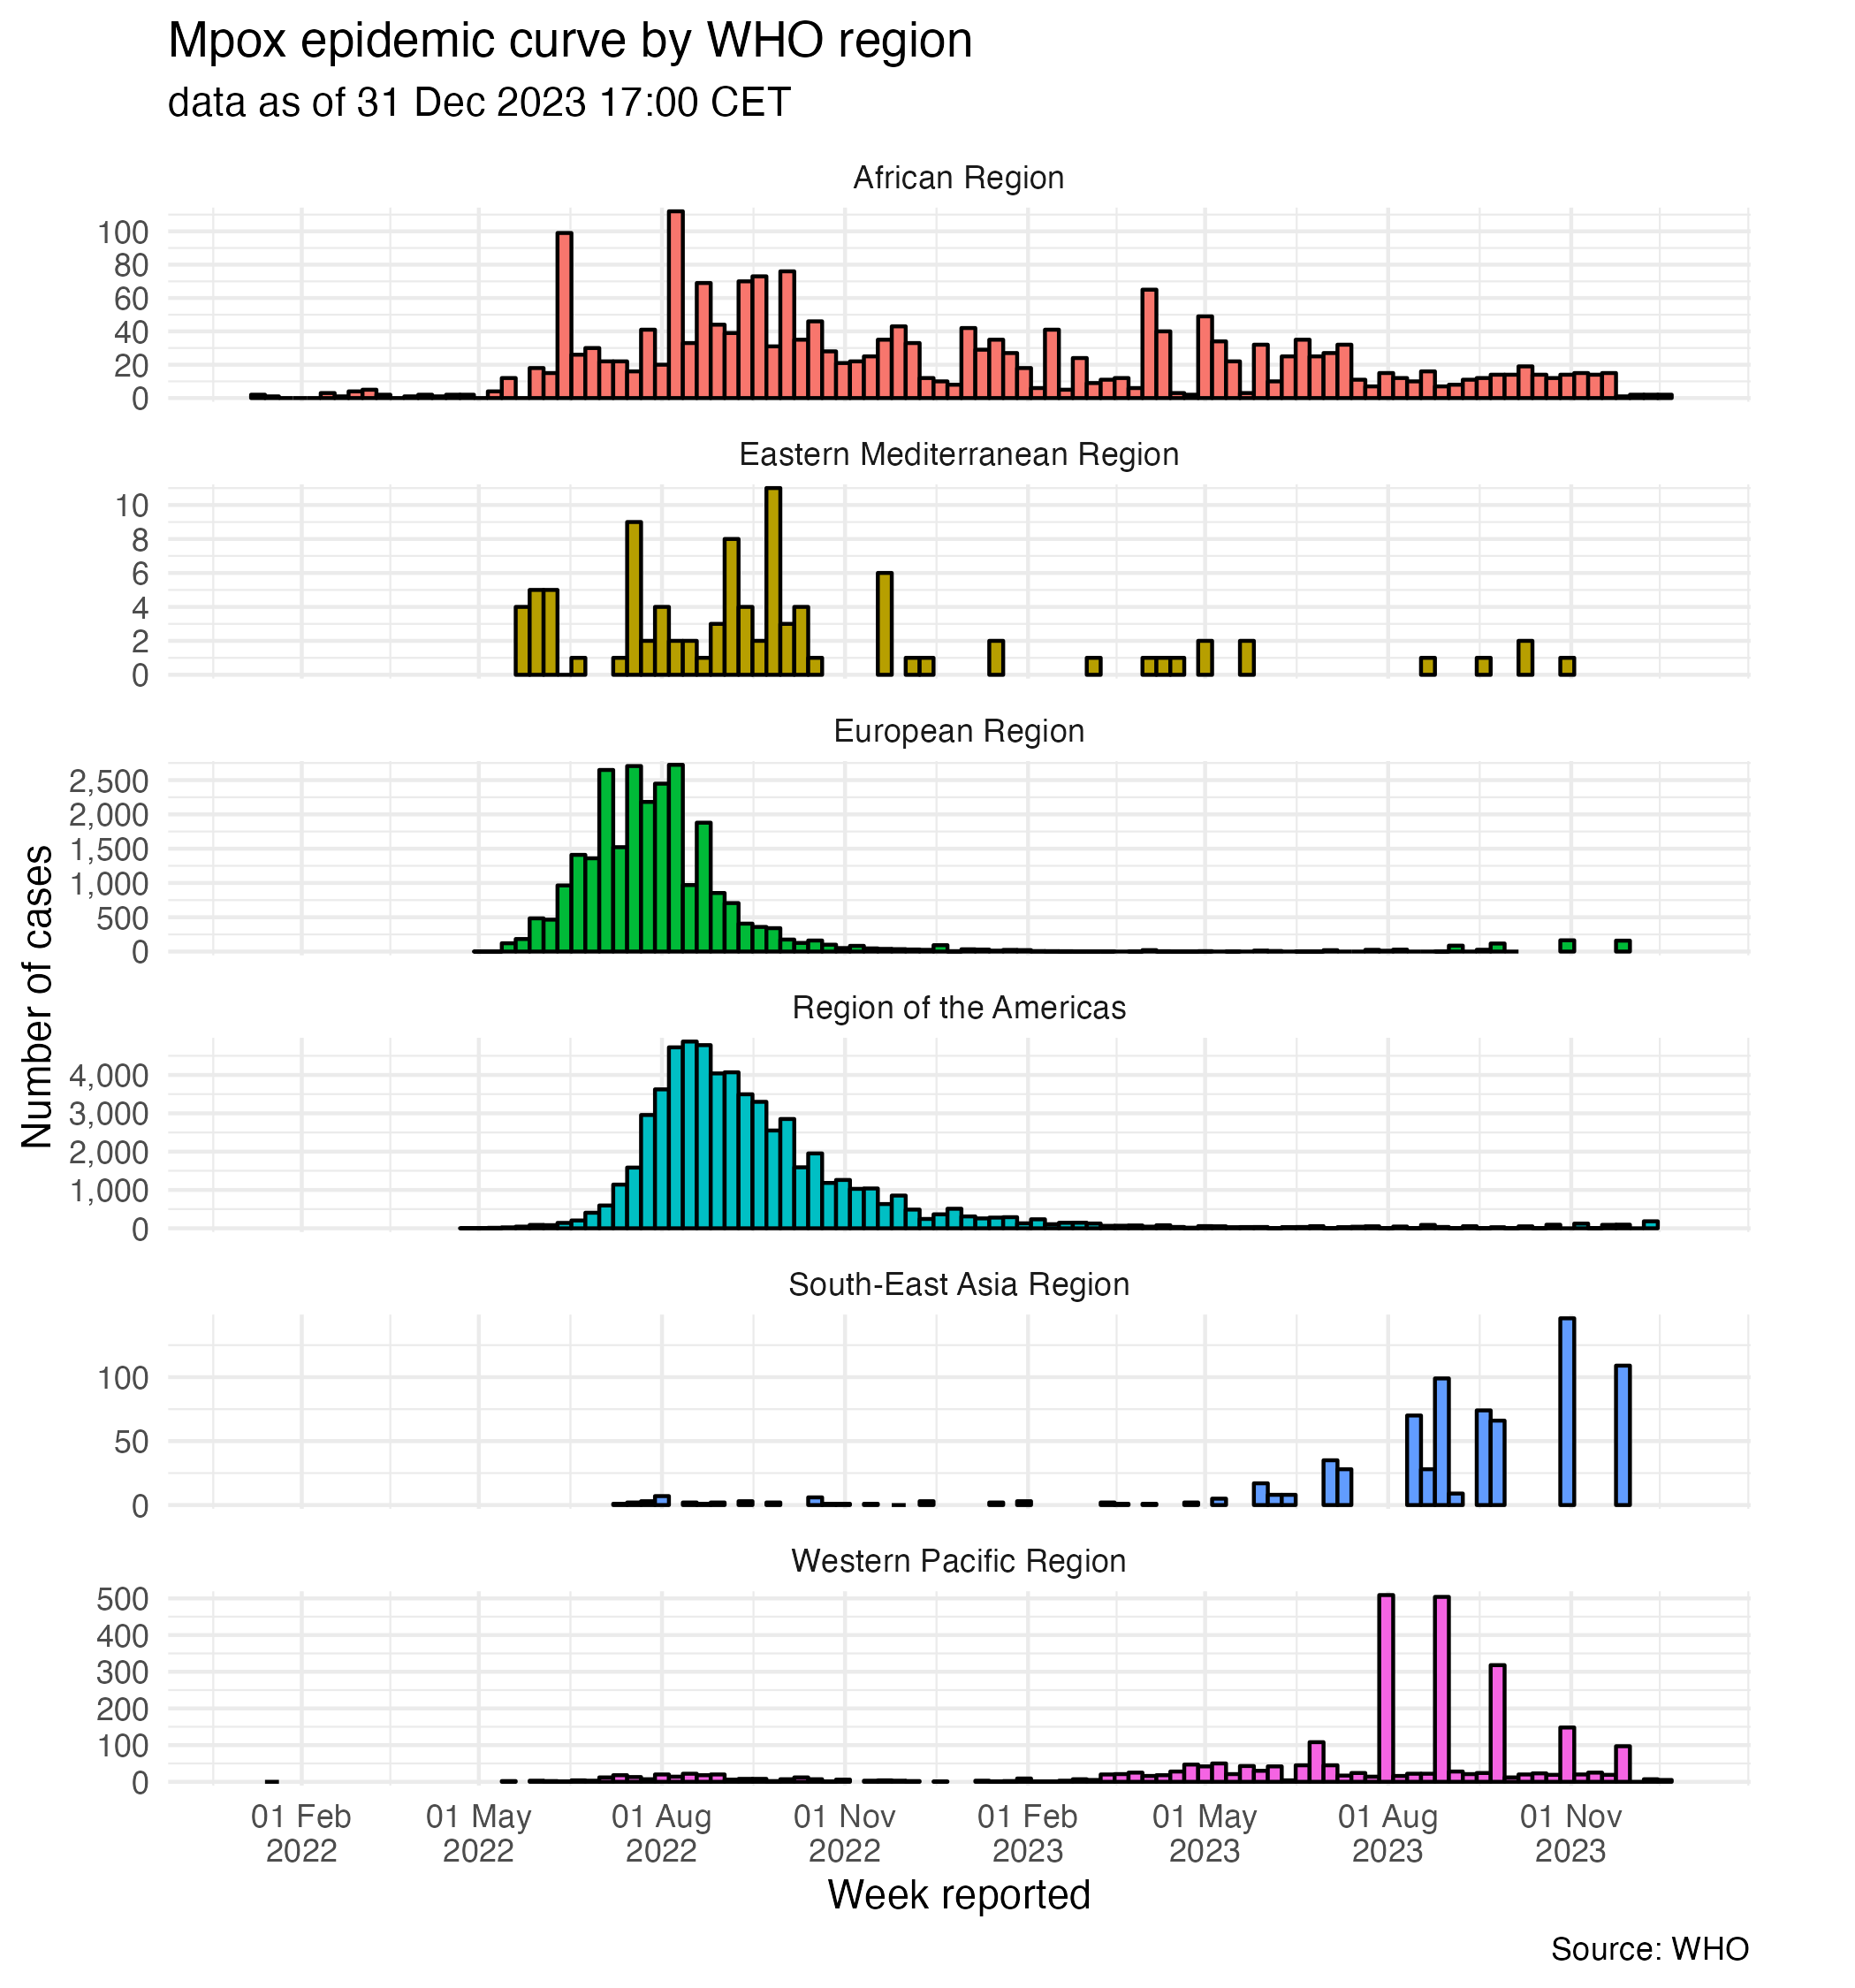 Mpox epidemic curve by WHO region
data as of 31 Dec 2023 17:00 CET
African Region
100
80
60
40
20
0
Eastern Mediterranean Region
10
8
6
4
2
0
European Region
2,500
2,000
1,500
1,000
500
0
Region of the Americas
4,000
3,000
2,000
1,000
0
South-East Asia Region
100
50
0
Western Pacific Region
500
400
300
200
100
0
Number of cases
01 Feb 2022
01 May 2022
01 Aug 2022
01 Nov 2022
01 Feb 2023
01 May 2023
01 Aug 2023
01 Nov 2023
Week reported
Source: WHO